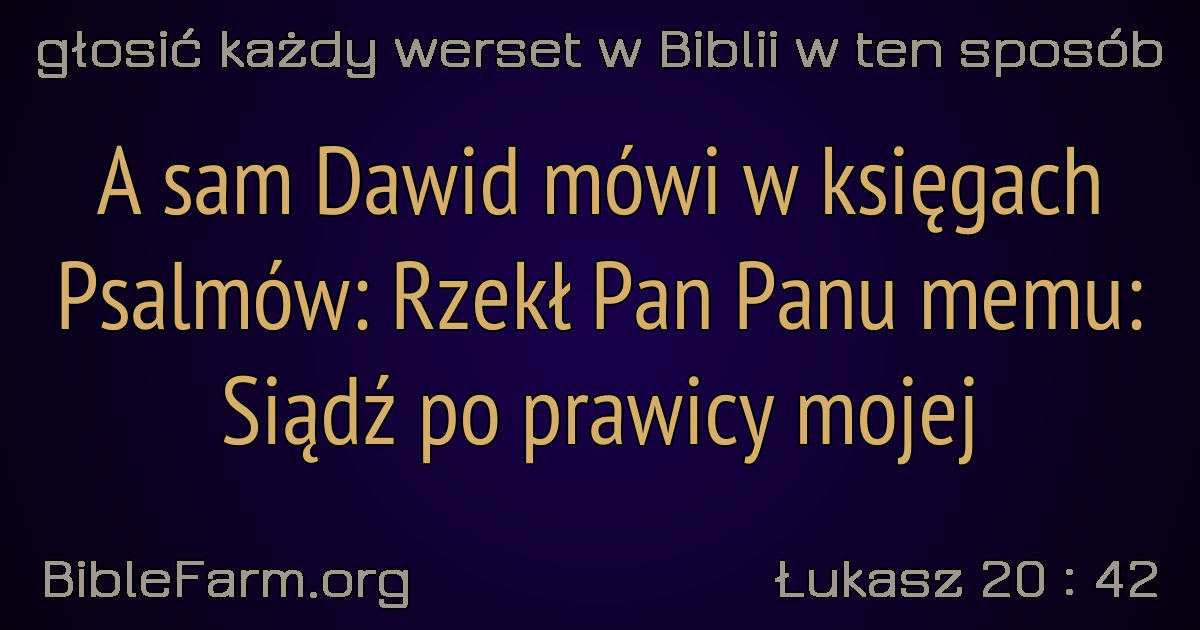 głosić każdy werset w Biblii w ten sposób
A sam Dawid mówi w księgach
Psalmów: Rzekł Pan Panu memu:
Siądź po prawicy mojej
BibleFarm.org
Łukasz 20 : 42